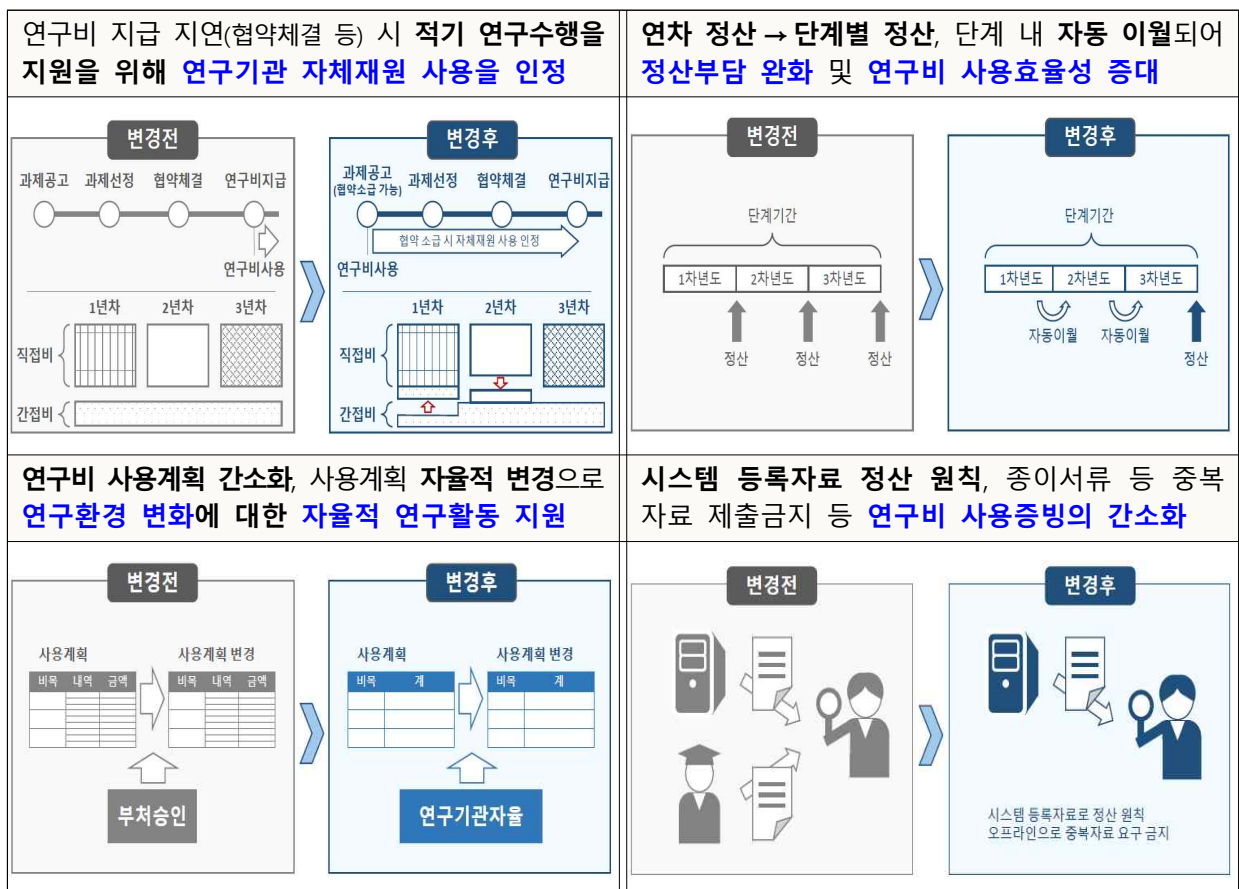 연구비 지급 지연(협약체결 등) 시 적기 연구수행을
지원을 위해 연구기관 자체재원 사용을 인정
변경전
과제공고 과제선정 협약체결 연구비지급
연구비사용
1년차 2년차 3년차
직접비
간접비
변경후
과제공고 과제선정 협약체결 연구비지급
(협약소급 가능)
협약 소급 시 자체재원 사용 인정
연구비사용
1년차 2년차 3년차
직접비
간접비
연차 정산 → 단계별 정산, 단계 내 자동 이월되어
정산부담 완화 및 연구비 사용효율성 증대
변경전
단계기간
1차년도 2차년도 3차년도
정산 정산 정산
변경후
단계기간
1차년도 2차년도 3차년도
자동이월 자동이월
정산
연구비 사용계획 간소화, 사용계획 자율적 변경으로
연구환경 변화에 대한 자율적 연구활동 지원
변경전
사용계획 사용계획 변경
비목 내역 금액 비목 내역 금액
부처승인
변경후
사용계획 사용계획 변경
비목 계 비목 계
연구기관자율
시스템 등록자료 정산 원칙, 종이서류 등 중복
자료 제출금지 등 연구비 사용증빙의 간소화
변경전
변경후
시스템 등록자료로 정산 원칙
오프라인으로 중복자료 요구 금지